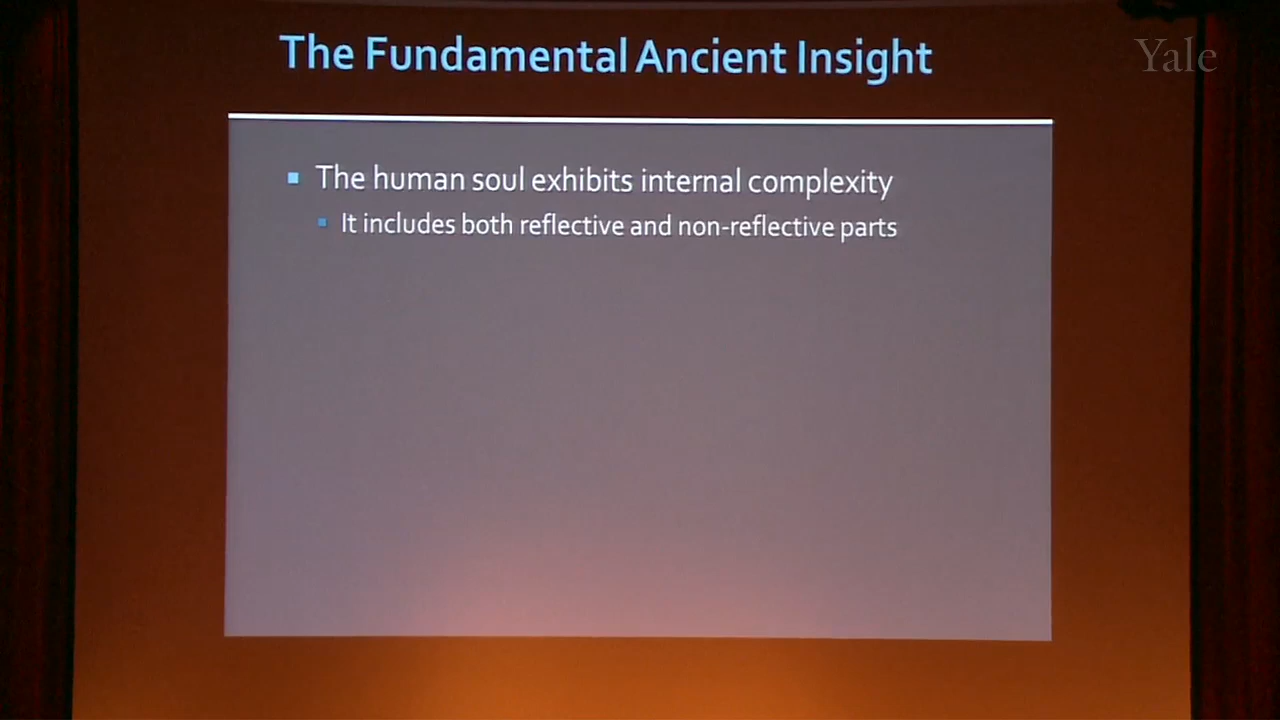 The Fundamental Ancient Insight
Yale
The human soul exhibits internal complexity
It includes both reflective and non-reflective parts